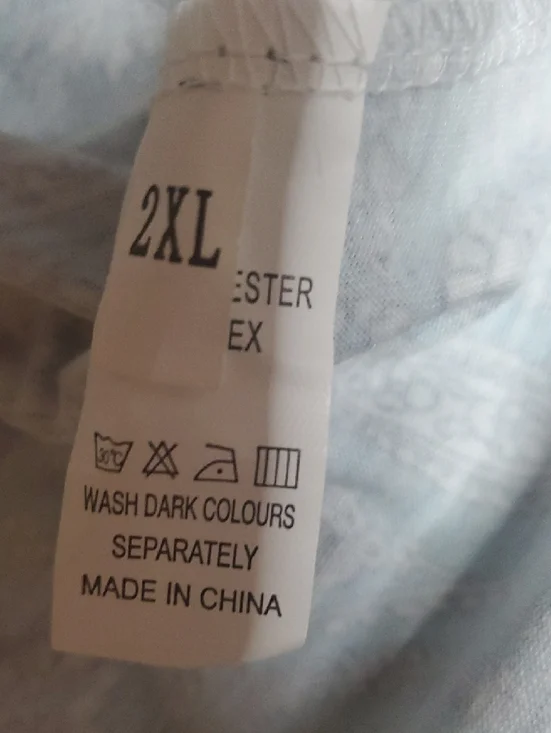 2XL
ESTER
EX
30°C
WASH DARK COLOURS
SEPARATELY
MADE IN CHINA